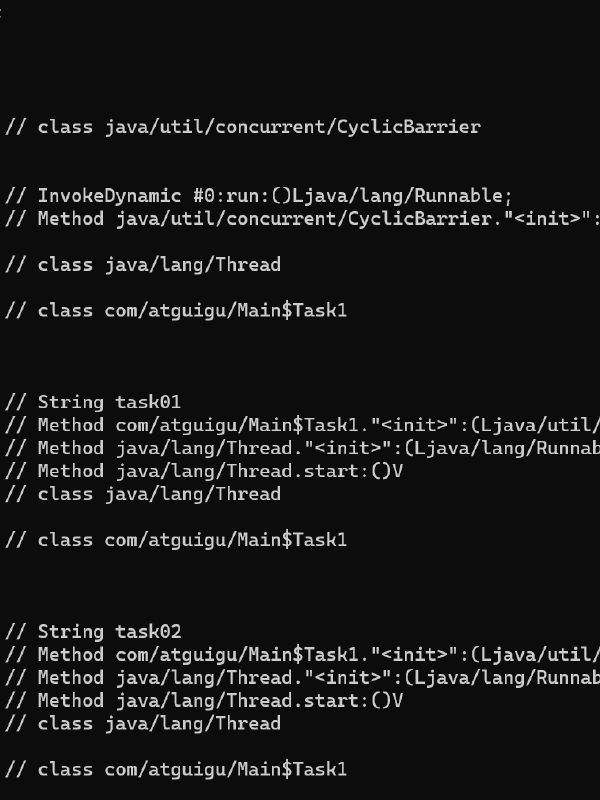 // class java/util/concurrent/CyclicBarrier
// InvokeDynamic #0:run:()Ljava/lang/Runnable;
// Method java/util/concurrent/CyclicBarrier."<init>":
// class java/lang/Thread
// class com/atguigu/Main$Task1
// String task01
// Method com/atguigu/Main$Task1."<init>":(Ljava/util/
// Method java/lang/Thread."<init>":(Ljava/lang/Runnab
// Method java/lang/Thread.start:()V
// class java/lang/Thread
// class com/atguigu/Main$Task1
// String task02
// Method com/atguigu/Main$Task1."<init>":(Ljava/util/
// Method java/lang/Thread."<init>":(Ljava/lang/Runnab
// Method java/lang/Thread.start:()V
// class java/lang/Thread
// class com/atguigu/Main$Task1